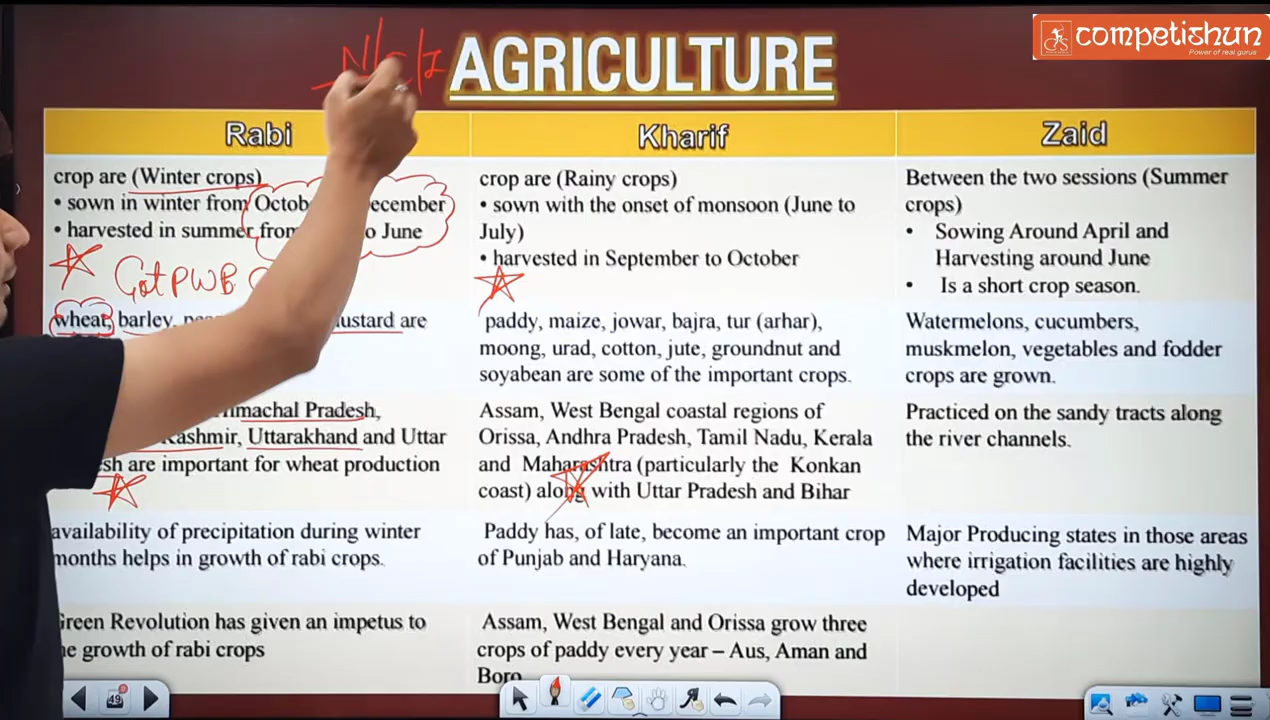 competishun
Power of real gurus
AGRICULTURE
Rabi
crop are (Winter crops)
• sown in winter from
• harvested in summer June
Got PWB
wheat, barley, mustard are
Pradesh,
Kashmir, Uttarakhand and Uttar
are important for wheat production
availability of precipitation during winter
months helps in growth of rabi crops.
Green Revolution has given an impetus to
growth of rabi crops
Kharif
crop are (Rainy crops)
• sown with the onset of monsoon (June to
July)
• harvested in September to October
paddy, maize, jowar, bajra, tur (arhar),
moong, urad, cotton, jute, groundnut and
soyabean are some of the important crops.
Assam, West Bengal coastal regions of
Orissa, Andhra Pradesh, Tamil Nadu, Kerala
and Maharashtra (particularly the Konkan
coast) along with Uttar Pradesh and Bihar
Paddy has, of late, become an important crop
of Punjab and Haryana.
Assam, West Bengal and Orissa grow three
crops of paddy every year – Aus, Aman and
Boro
Zaid
Between the two sessions (Summer
crops)
• Sowing Around April and
Harvesting around June
• Is a short crop season.
Watermelons, cucumbers,
muskmelon, vegetables and fodder
crops are grown.
Practiced on the sandy tracts along
the river channels.
Major Producing states in those areas
where irrigation facilities are highly
developed
49